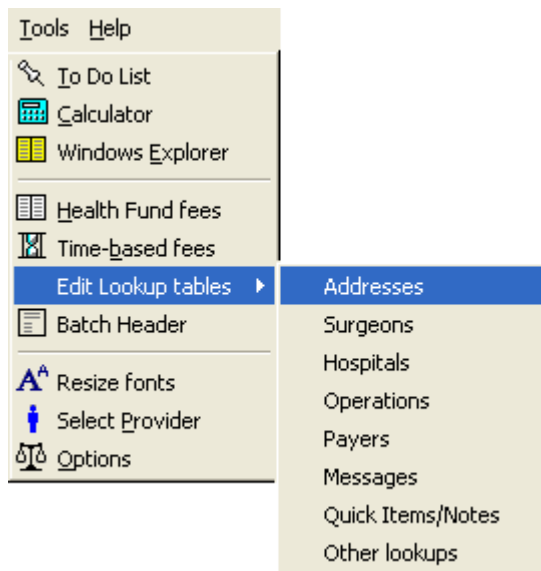 Tools Help
To Do List
Calculator
Windows Explorer
Health Fund fees
Time-based fees
Edit Lookup tables
Batch Header
Resize fonts
Select Provider
Options
Addresses
Surgeons
Hospitals
Operations
Payers
Messages
Quick Items/Notes
Other lookups